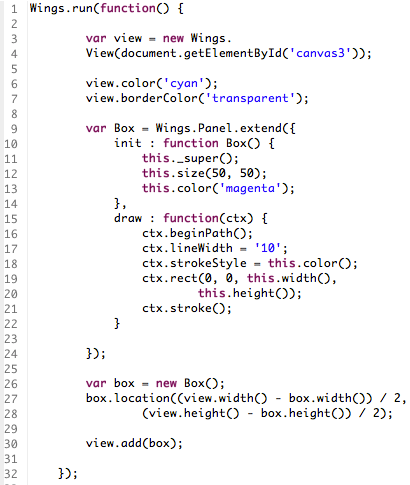 1 Wings.run(function() {
2
3 var view = new Wings.
4 View(document.getElementById('canvas3'));
5
6 view.color('cyan');
7 view.borderColor('transparent');
8
9 var Box = Wings.Panel.extend({
10 init : function Box() {
11 this._super();
12 this.size(50, 50);
13 this.color('magenta');
14 },
15 draw : function(ctx) {
16 ctx.beginPath();
17 ctx.lineWidth = '10';
18 ctx.strokeStyle = this.color();
19 ctx.rect(0, 0, this.width(),
20 this.height());
21 ctx.stroke();
22 }
23
24 });
25
26 var box = new Box();
27 box.location((view.width() - box.width()) / 2,
28 (view.height() - box.height()) / 2);
29
30 view.add(box);
31
32 });